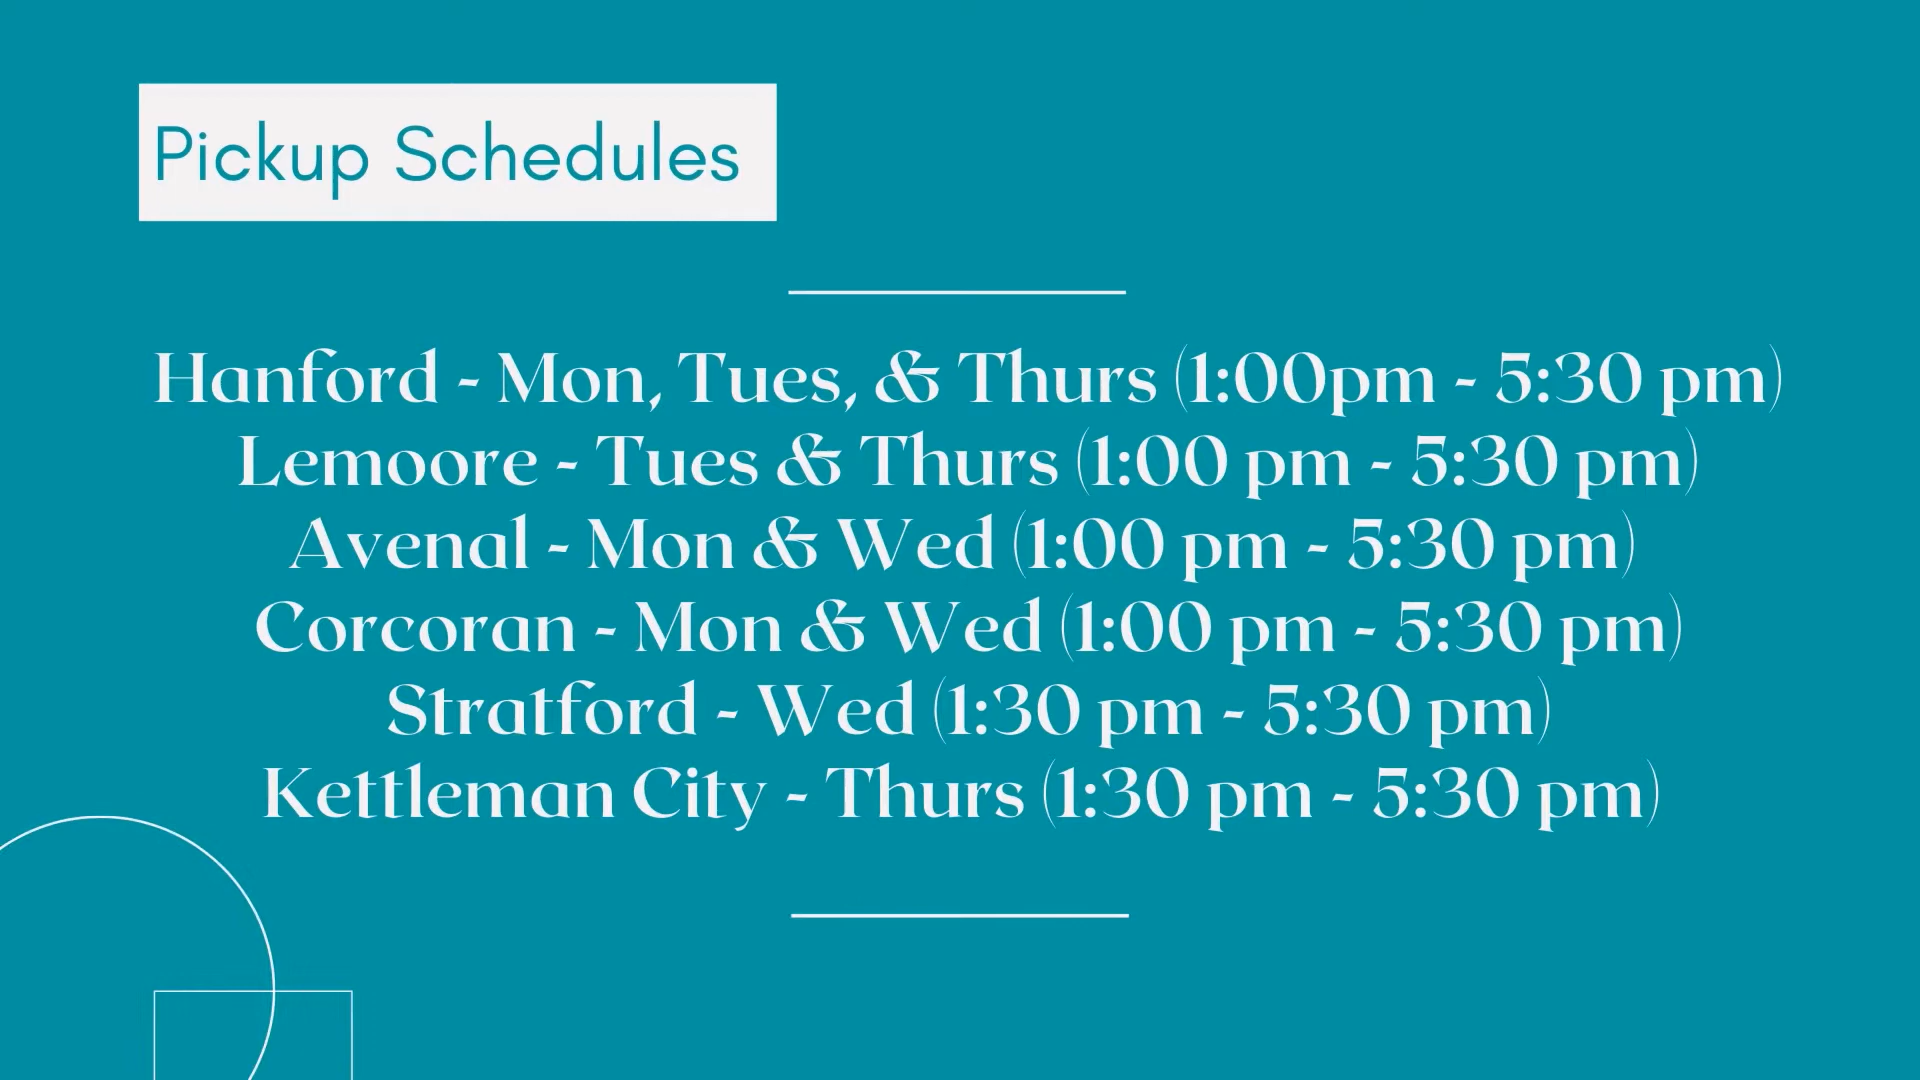 Pickup Schedules
Hanford - Mon, Tues, & Thurs (1:00pm - 5:30 pm)
Lemoore - Tues & Thurs (1:00 pm - 5:30 pm)
Avenal - Mon & Wed (1:00 pm - 5:30 pm)
Corcoran - Mon & Wed (1:00 pm - 5:30 pm)
Stratford - Wed (1:30 pm - 5:30 pm)
Kettleman City - Thurs (1:30 pm - 5:30 pm)